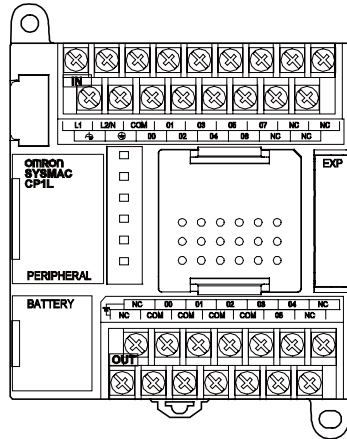 IN
L1 L2/N COM 01 03 05 07 NC NC
00 02 04 06 NC NC
OMRON
SYSMAC
CP1L
EXP
PERIPHERAL
BATTERY
NC 00 01 02 03 04 NC
NC COM COM COM COM 05 NC
OUT